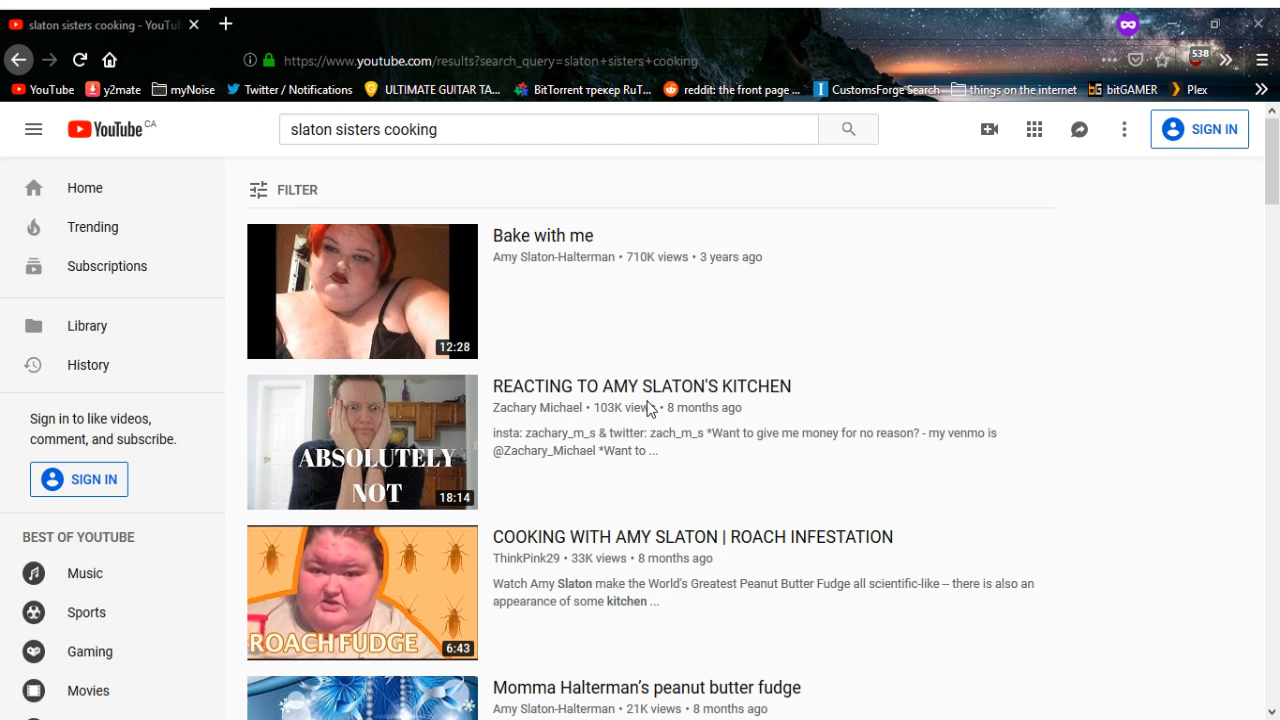 slaton sisters cooking - YouTu
https://www.youtube.com/results?search_query=slaton+sisters+cooking
538
YouTube
y2mate
myNoise
Twitter / Notifications
ULTIMATE GUITAR TA...
BitTorrent трекер RuT...
reddit: the front page ...
CustomsForge Search
things on the internet
bitGAMER
Plex
YouTube CA
slaton sisters cooking
SIGN IN
Home
Trending
Subscriptions
Library
History
Sign in to like videos,
comment, and subscribe.
SIGN IN
BEST OF YOUTUBE
Music
Sports
Gaming
Movies
FILTER
12:28
Bake with me
Amy Slaton-Halterman • 710K views • 3 years ago
ABSOLUTELY
NOT
18:14
REACTING TO AMY SLATON'S KITCHEN
Zachary Michael • 103K views • 8 months ago
insta: zachary_m_s & twitter: zach_m_s *Want to give me money for no reason? - my venmo is
@Zachary_Michael *Want to ...
ROACH FUDGE
6:43
COOKING WITH AMY SLATON | ROACH INFESTATION
ThinkPink29 • 33K views • 8 months ago
Watch Amy Slaton make the World's Greatest Peanut Butter Fudge all scientific-like -- there is also an
appearance of some kitchen ...
Momma Halterman's peanut butter fudge
Amy Slaton-Halterman • 21K views • 8 months ago